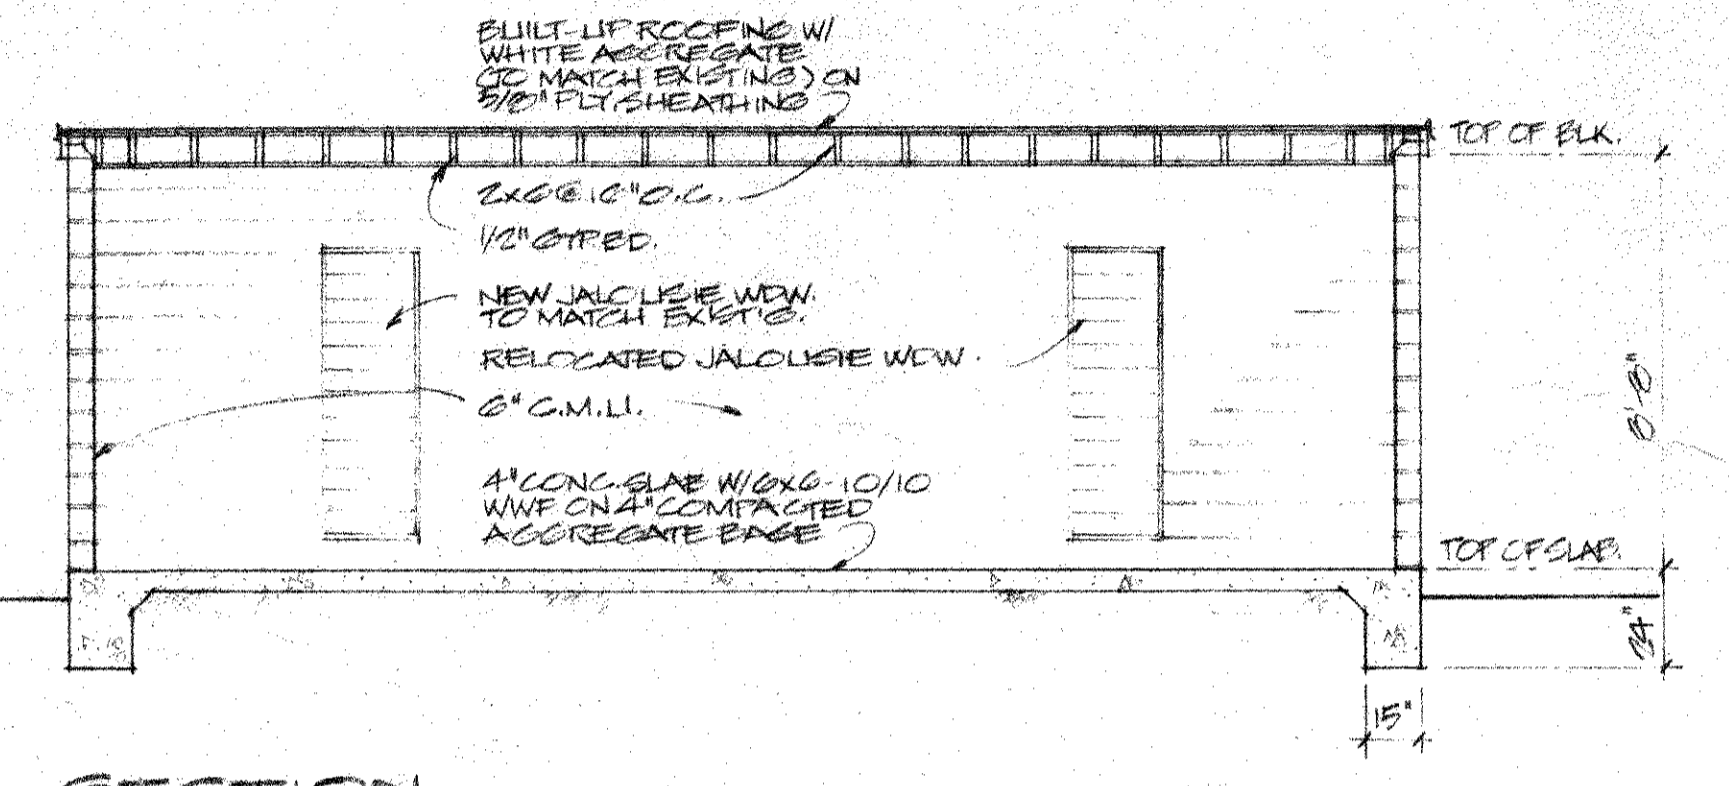 BUILT-UP ROOFING W/
WHITE AGGREGATE
(TO MATCH EXISTING) ON
5/8" PLY. SHEATHING
TOP OF BLK.
2x6@16"O.C.
1/2" GYP.BD.
NEW JALOUSIE WDW.
TO MATCH EXIST'G.
RELOCATED JALOUSIE WDW.
6" C.M.U.
8'-8"
4" CONC. SLAB W/6x6-10/10
WWF ON 4" COMPACTED
AGGREGATE BASE
TOP OF SLAB.
24"
15"
SECTION